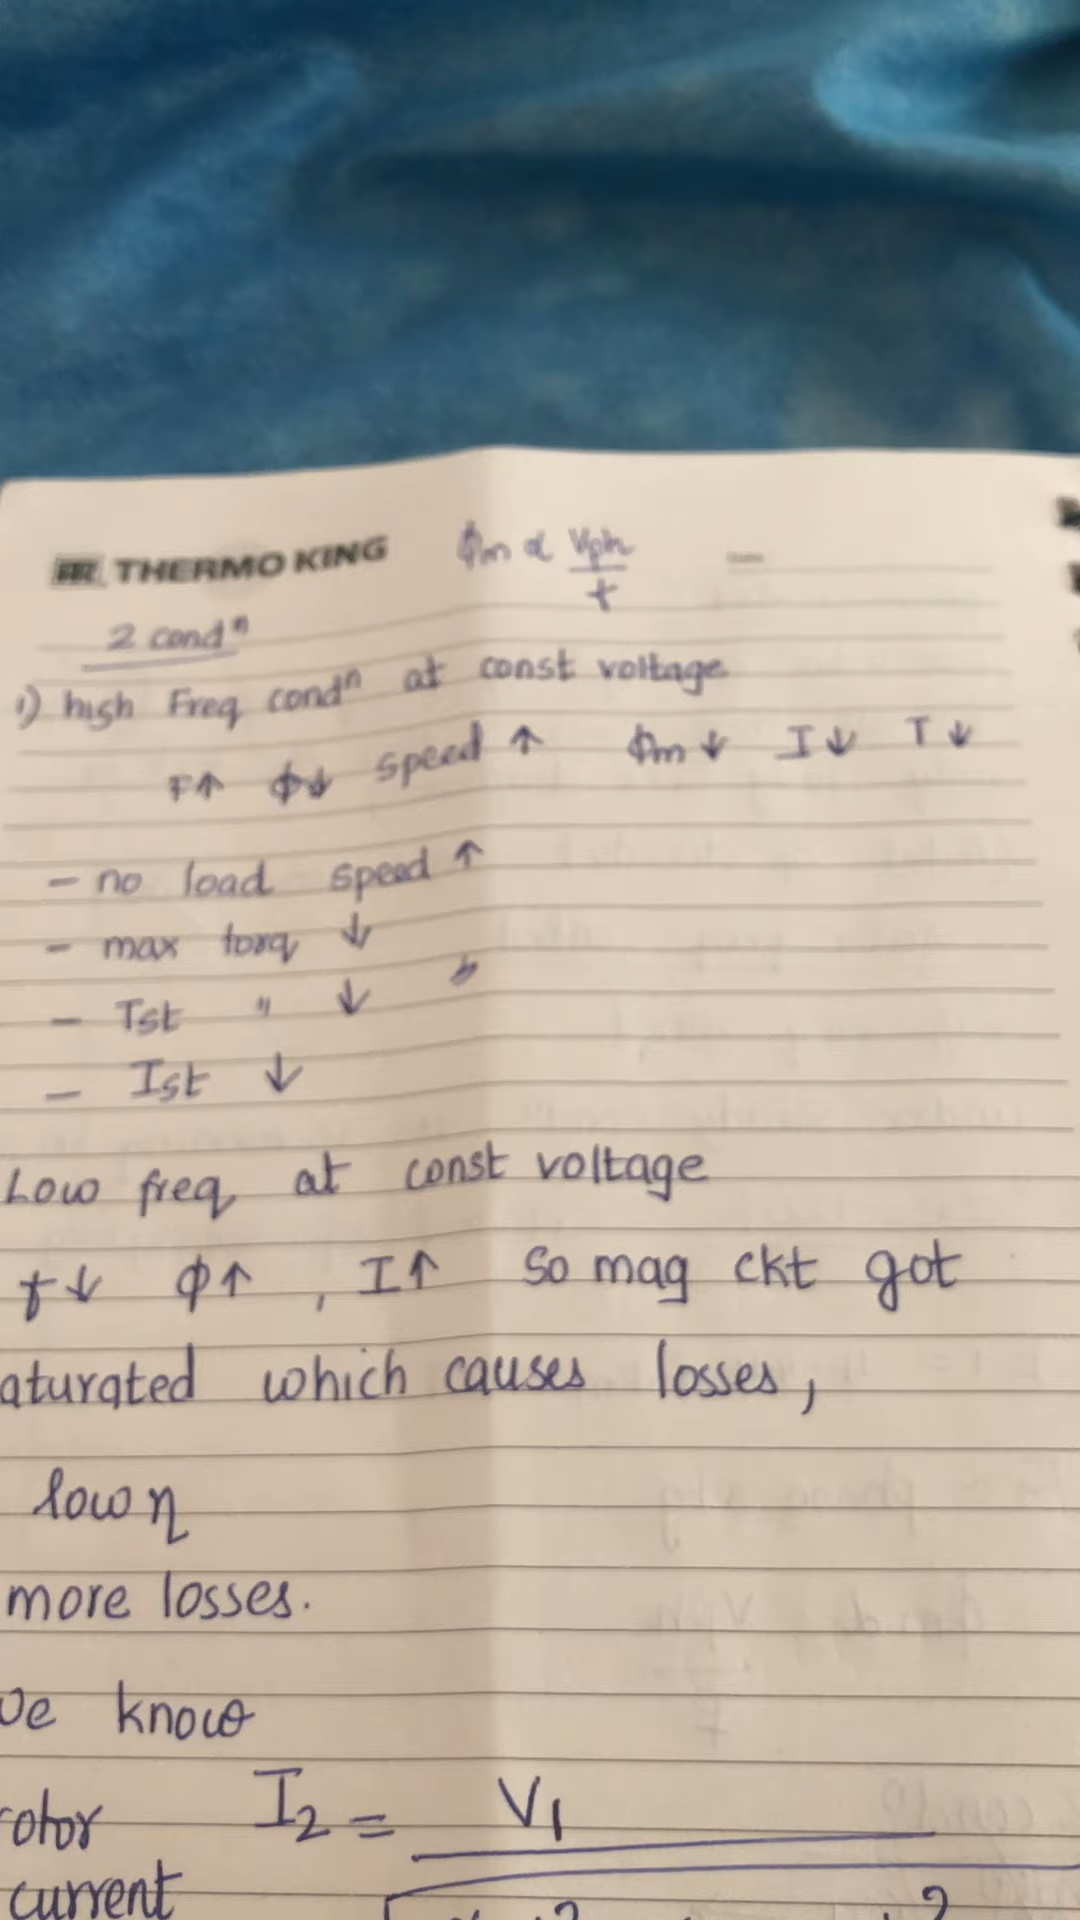 THERMO KING
Φm ∝ Vph / f
2 condⁿ
1) high Freq condⁿ at const voltage
F↑ Φ↓ speed ↑ Φm ↓ I↓ T↓
- no load speed ↑
- max torq ↓
- Tst " ↓
- Ist ↓
Low freq at const voltage
f↓ Φ↑ , I↑ so mag ckt got
aturated which causes losses,
low η
more losses.
we know
rotor I₂ = V₁
current